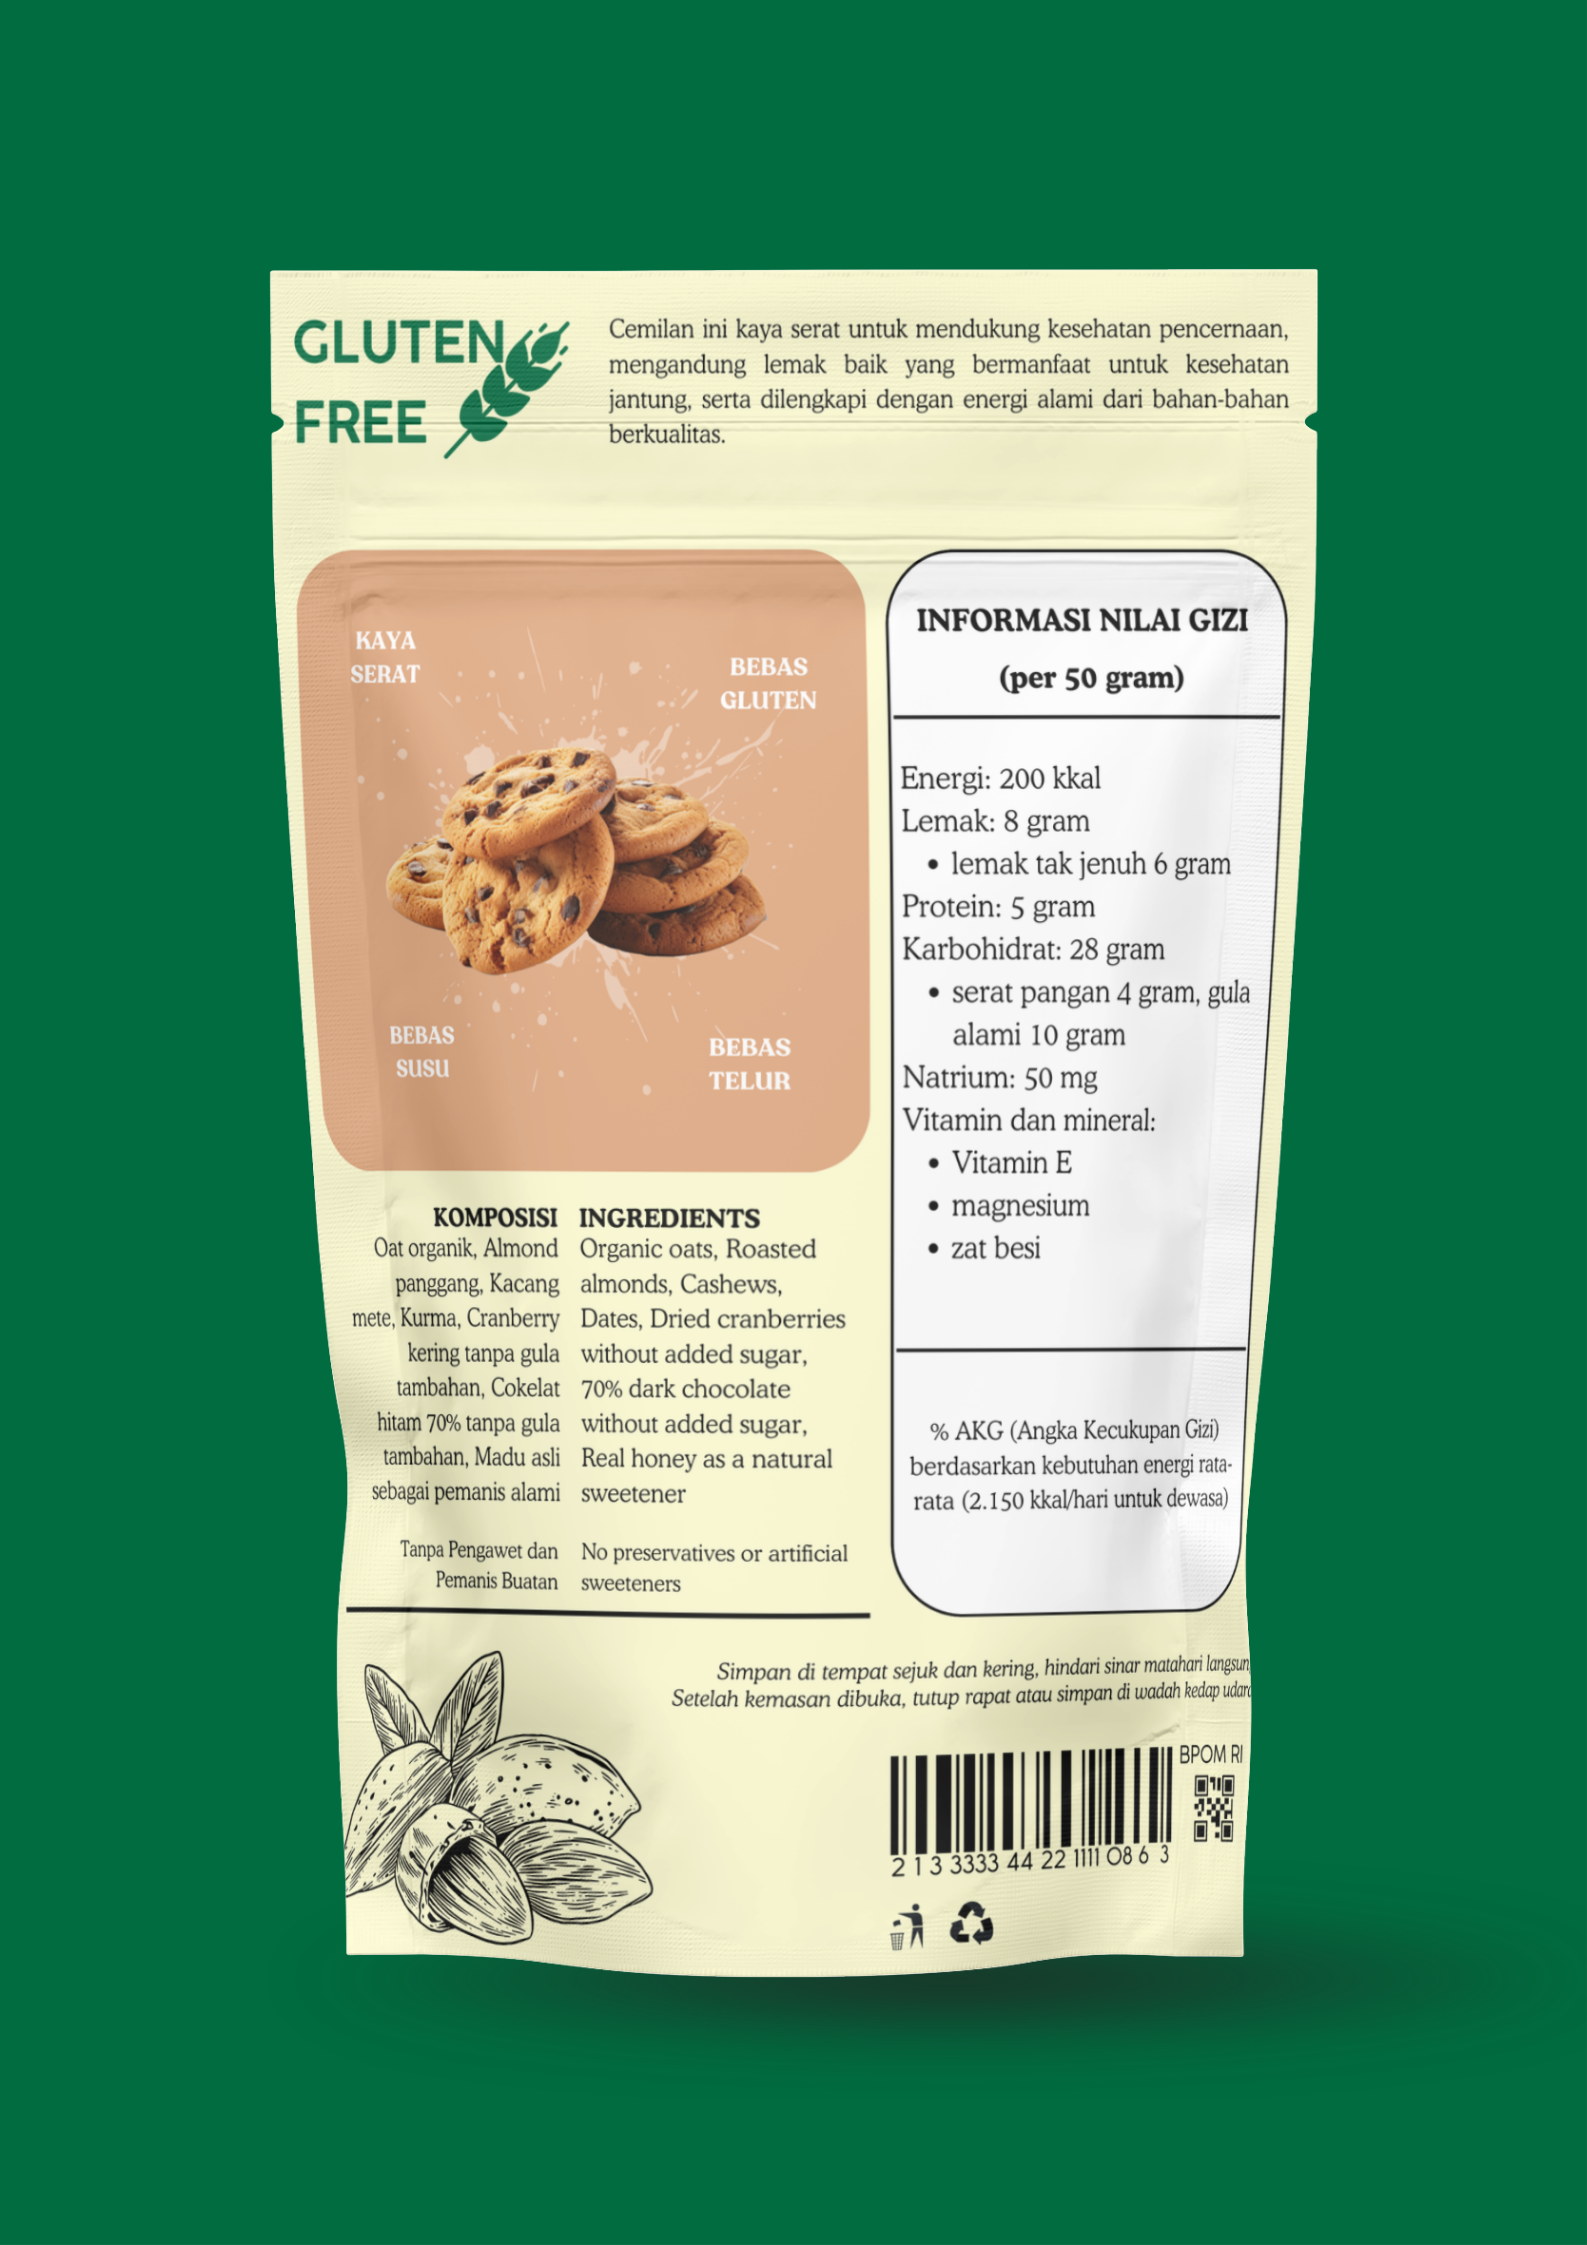 GLUTEN
FREE
Cemilan ini kaya serat untuk mendukung kesehatan pencernaan,
mengandung lemak baik yang bermanfaat untuk kesehatan
jantung, serta dilengkapi dengan energi alami dari bahan-bahan
berkualitas.
KAYA
SERAT
BEBAS
GLUTEN
BEBAS
SUSU
BEBAS
TELUR
KOMPOSISI
Oat organik, Almond
panggang, Kacang
mete, Kurma, Cranberry
kering tanpa gula
tambahan, Cokelat
hitam 70% tanpa gula
tambahan, Madu asli
sebagai pemanis alami
Tanpa Pengawet dan
Pemanis Buatan
INGREDIENTS
Organic oats, Roasted
almonds, Cashews,
Dates, Dried cranberries
without added sugar,
70% dark chocolate
without added sugar,
Real honey as a natural
sweetener
No preservatives or artificial
sweeteners
INFORMASI NILAI GIZI
(per 50 gram)
Energi: 200 kkal
Lemak: 8 gram
• lemak tak jenuh 6 gram
Protein: 5 gram
Karbohidrat: 28 gram
• serat pangan 4 gram, gula
alami 10 gram
Natrium: 50 mg
Vitamin dan mineral:
• Vitamin E
• magnesium
• zat besi
% AKG (Angka Kecukupan Gizi)
berdasarkan kebutuhan energi rata-
rata (2.150 kkal/hari untuk dewasa)
Simpan di tempat sejuk dan kering, hindari sinar matahari langsun
Setelah kemasan dibuka, tutup rapat atau simpan di wadah kedap udara
BPOM RI
2 1 3 3333 44 22 1111 08 6 3